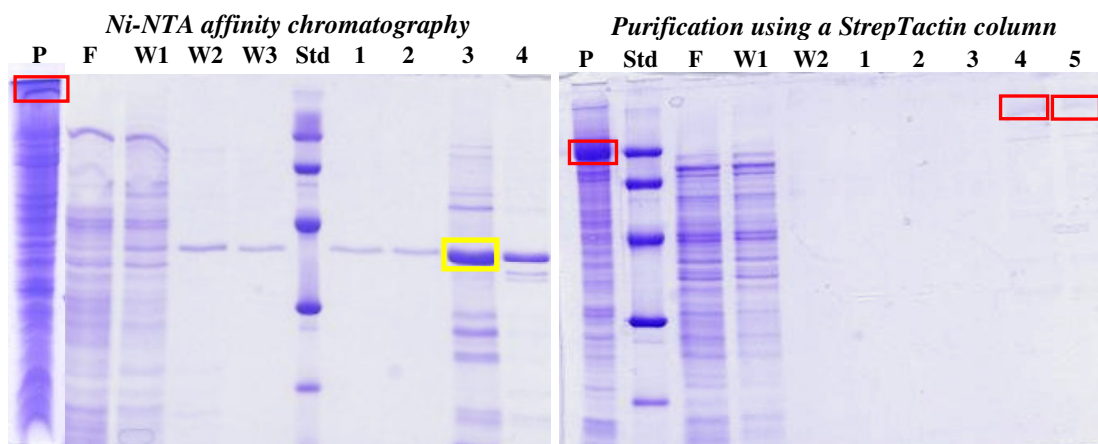 Ni-NTA affinity chromatography
P F W1 W2 W3 Std 1 2 3 4
Purification using a StrepTactin column
P Std F W1 W2 1 2 3 4 5